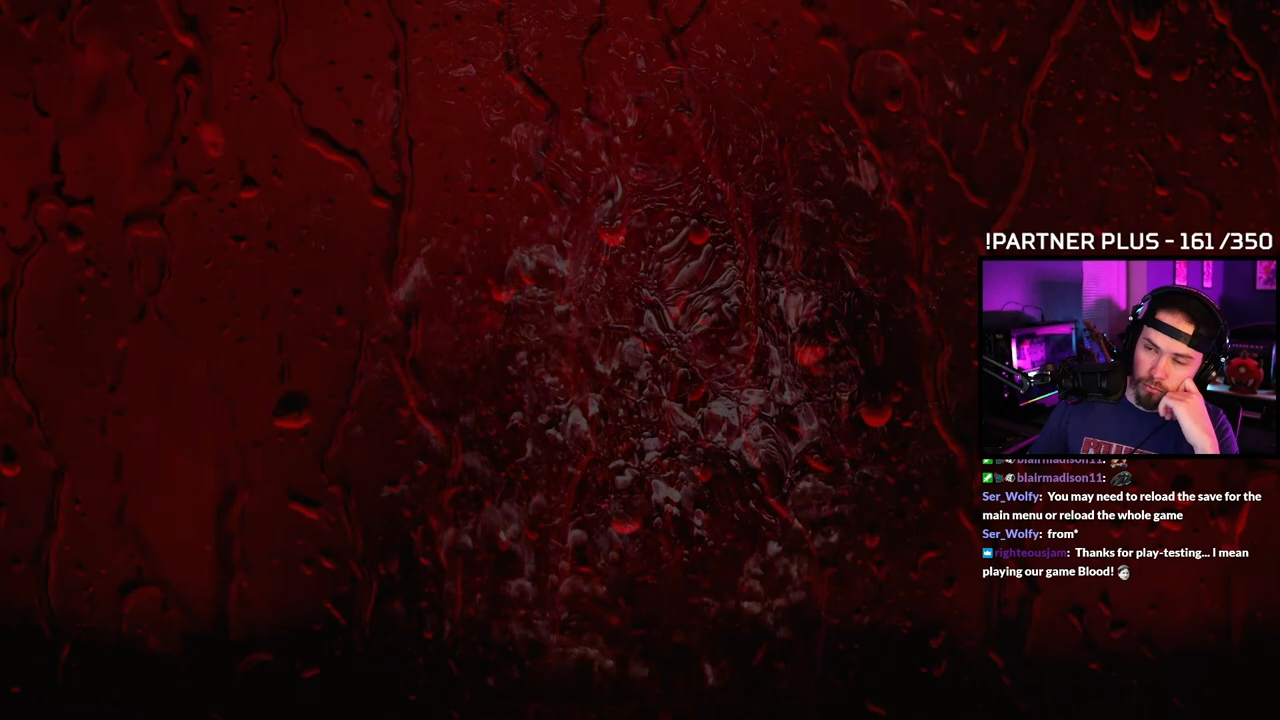 !PARTNER PLUS - 161 /350
blairmadison11:
blairmadison11:
Ser_Wolfy: You may need to reload the save for the
main menu or reload the whole game
Ser_Wolfy: from*
righteousjam: Thanks for play-testing... I mean
playing our game Blood!